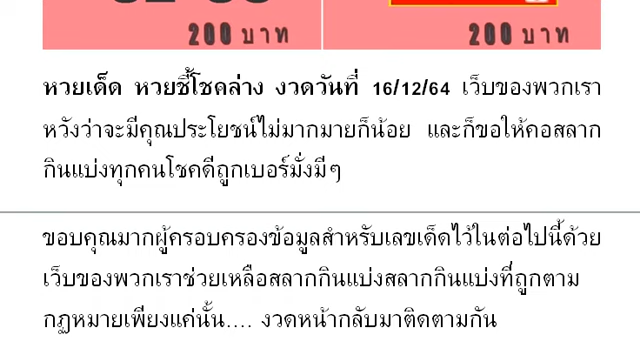 200 บาท 200 บาท
หวยเด็ด หวยชี้โชคล่าง งวดวันที่ 16/12/64 เว็บของพวกเรา
หวังว่าจะมีคุณประโยชน์ไม่มากมายก็น้อย และก็ขอให้คอสลาก
กินแบ่งทุกคนโชคดีถูกเบอร์มั่งมีๆ
ขอบคุณมากผู้ครอบครองข้อมูลสำหรับเลขเด็ดไว้ในต่อไปนี้ด้วย
เว็บของพวกเราช่วยเหลือสลากกินแบ่งสลากกินแบ่งที่ถูกตาม
กฏหมายเพียงแค่นั้น.... งวดหน้ากลับมาติดตามกัน